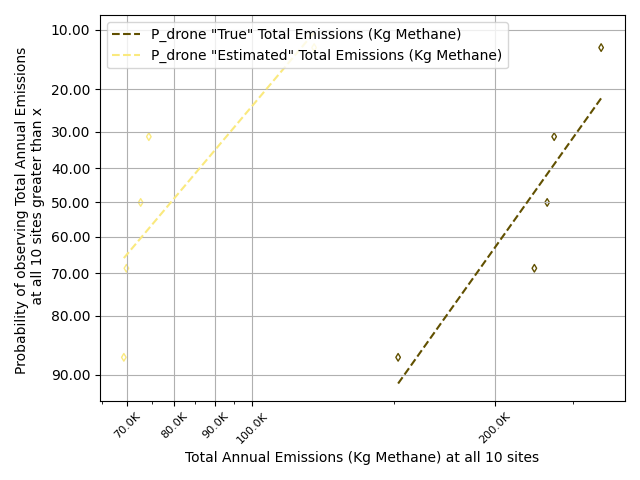 P_drone "True" Total Emissions (Kg Methane)
P_drone "Estimated" Total Emissions (Kg Methane)
Probability of observing Total Annual Emissions
at all 10 sites greater than x
10.00
20.00
30.00
40.00
50.00
60.00
70.00
80.00
90.00
70.0K
80.0K
90.0K
100.0K
200.0K
Total Annual Emissions (Kg Methane) at all 10 sites